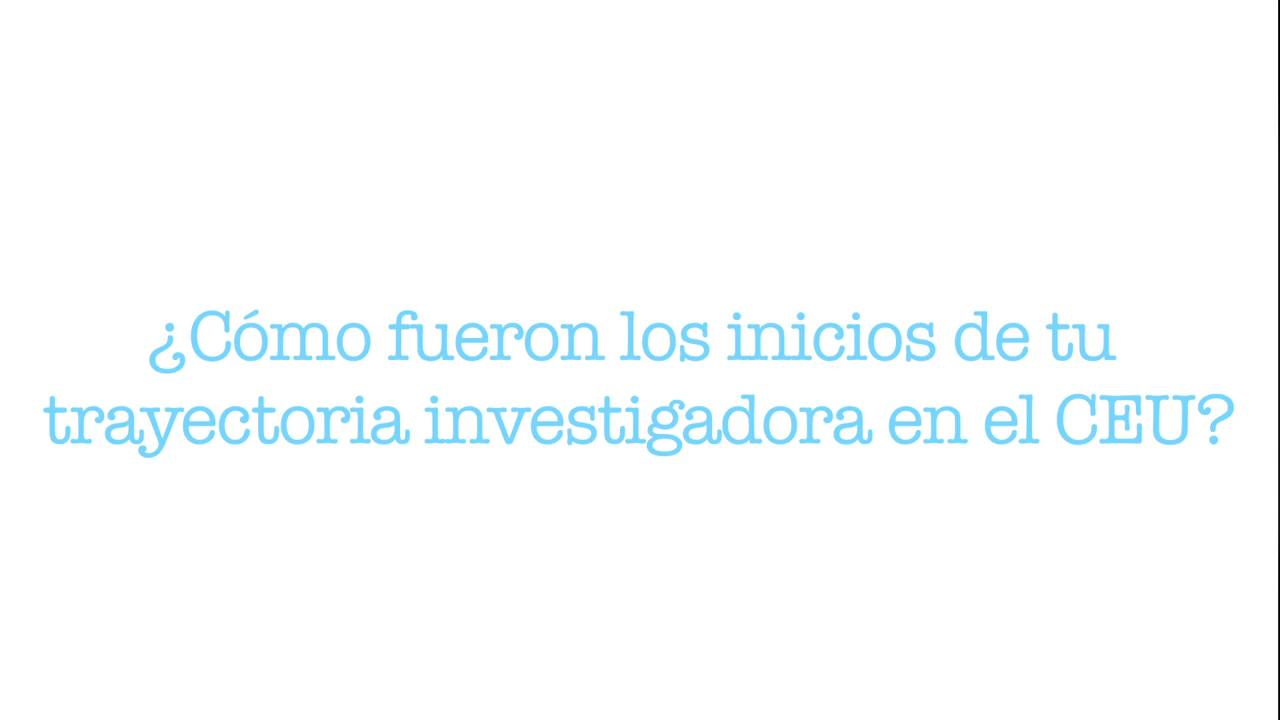 ¿Cómo fueron los inicios de tu
trayectoria investigadora en el CEU?